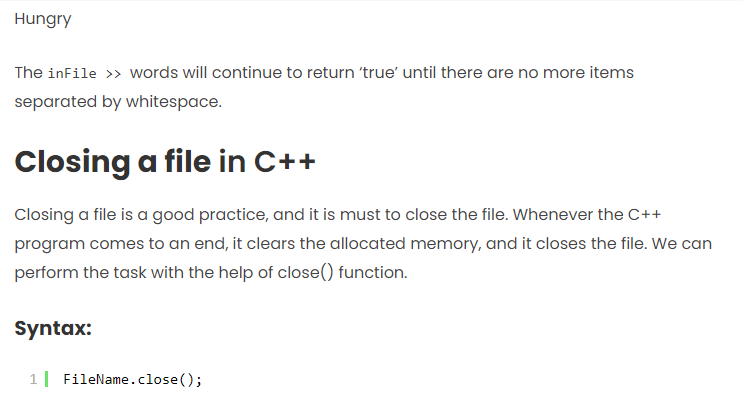 Hungry
The inFile >> words will continue to return ‘true’ until there are no more items
separated by whitespace.
Closing a file in C++
Closing a file is a good practice, and it is must to close the file. Whenever the C++
program comes to an end, it clears the allocated memory, and it closes the file. We can
perform the task with the help of close() function.
Syntax:
1 FileName.close();